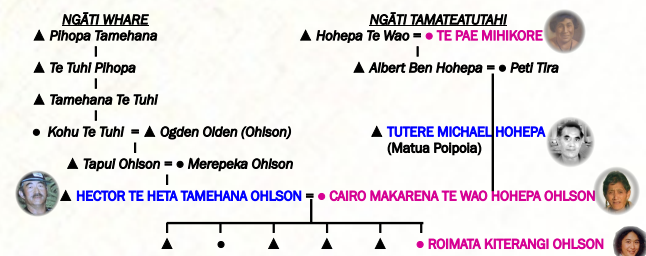 NGĀTI WHARE NGĀTI TAMATEATUTAHI
▲ Pihopa Tamehana ▲ Hohepa Te Wao = ● TE PAE MIHIKORE
▲ Te Tuhi Pihopa ▲ Albert Ben Hohepa = ● Peti Tira
▲ Tamehana Te Tuhi
● Kohu Te Tuhi = ▲ Ogden Olden (Ohlson) ▲ TUTERE MICHAEL HOHEPA
(Matua Poipoia)
▲ Tapui Ohlson = ● Merepeka Ohlson
▲ HECTOR TE HETA TAMEHANA OHLSON = ● CAIRO MAKARENA TE WAO HOHEPA OHLSON
▲ ● ▲ ▲ ▲ ● ROIMATA KITERANGI OHLSON